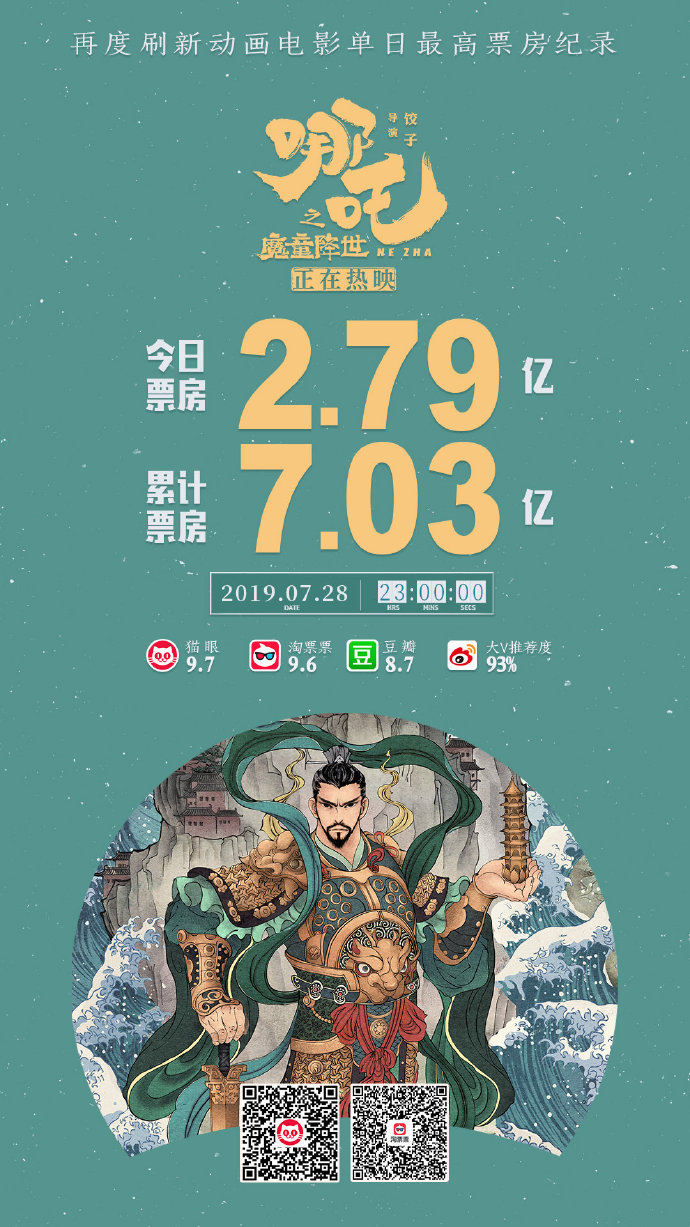 再度刷新动画电影单日最高票房纪录
哪吒
之
魔童降世
NE ZHA
导演
饺子
正在热映
今日票房
2.79
亿
累计票房
7.03
亿
2019.07.28
DATE
23:00:00
HRS MINS SECS
猫眼
9.7
淘票票
9.6
豆
豆瓣
8.7
大V推荐度
93%
淘票票